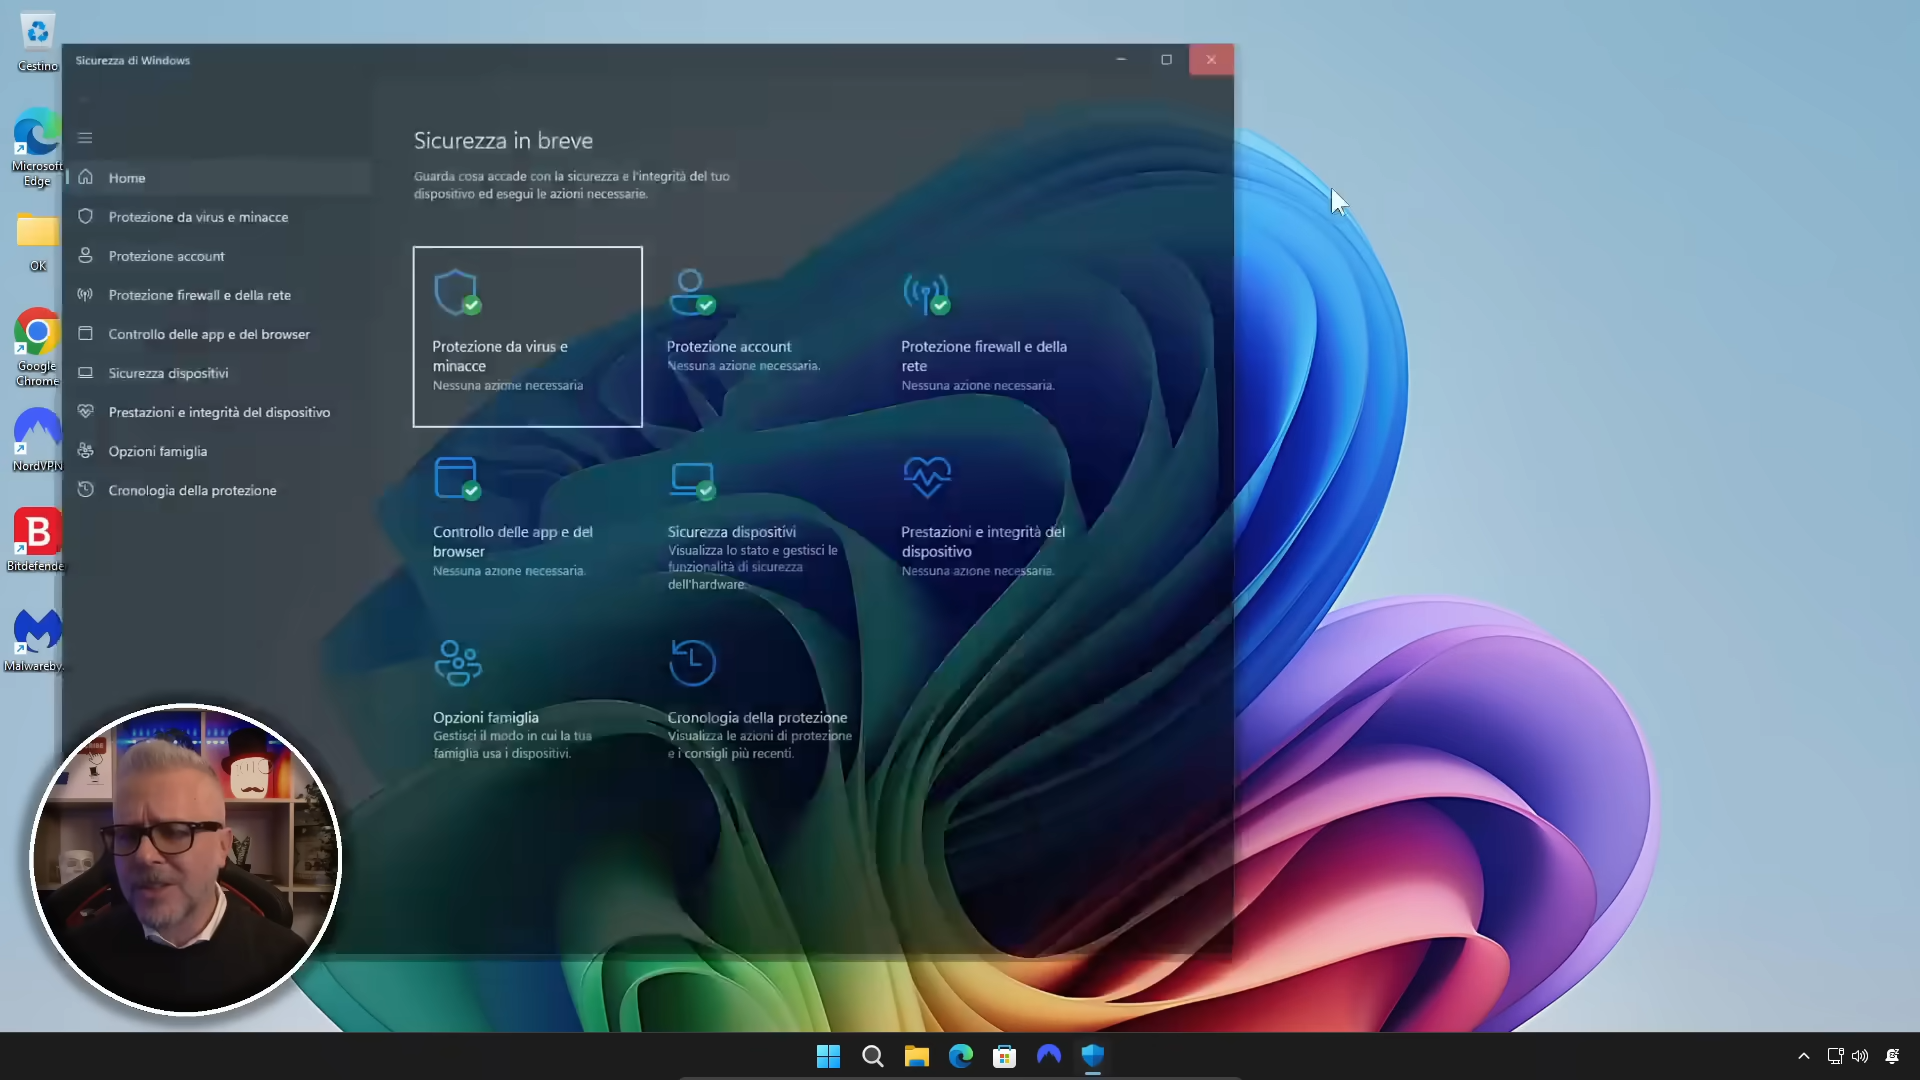 Cestino
Microsoft
Edge
OK
Google
Chrome
NordVPN
Bitdefender
Malwareby.
Sicurezza di Windows
Home
Protezione da virus e minacce
Protezione account
Protezione firewall e della rete
Controllo delle app e del browser
Sicurezza dispositivi
Prestazioni e integrità del dispositivo
Opzioni famiglia
Cronologia della protezione
Sicurezza in breve
Guarda cosa accade con la sicurezza e l'integrità del tuo
dispositivo ed esegui le azioni necessarie.
Protezione da virus e
minacce
Nessuna azione necessaria
Protezione account
Nessuna azione necessaria.
Protezione firewall e della
rete
Nessuna azione necessaria.
Controllo delle app e del
browser
Nessuna azione necessaria.
Sicurezza dispositivi
Visualizza lo stato e gestisci le
funzionalità di sicurezza
dell'hardware.
Prestazioni e integrità del
dispositivo
Nessuna azione necessaria.
Opzioni famiglia
Gestisci il modo in cui la tua
famiglia usa i dispositivi.
Cronologia della protezione
Visualizza le azioni di protezione
e i consigli più recenti.